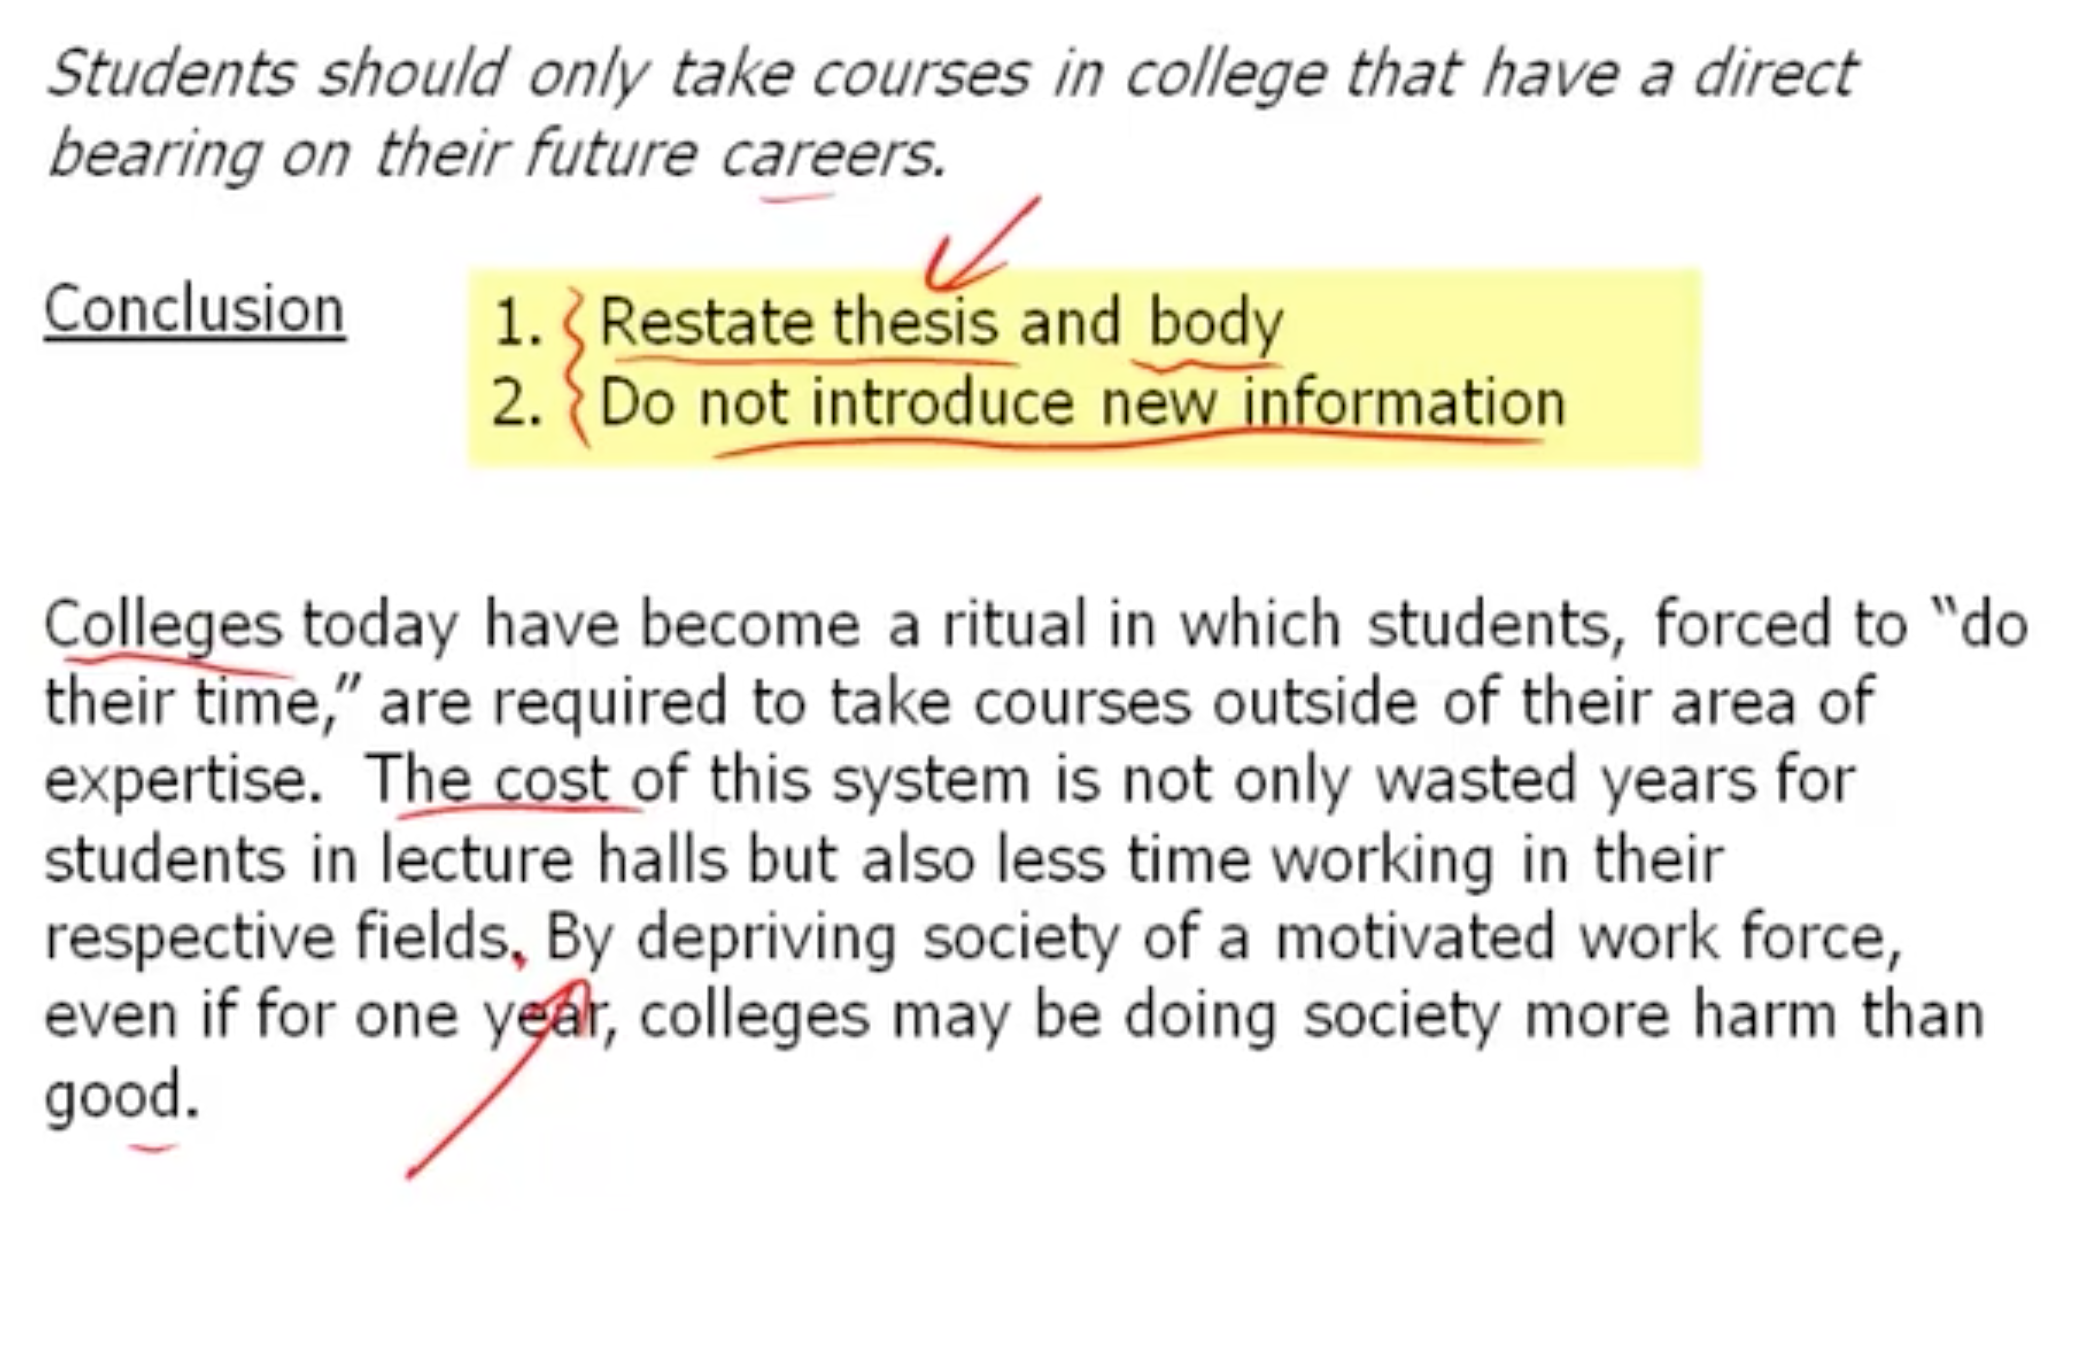 Students should only take courses in college that have a direct
bearing on their future careers.
Conclusion
1. Restate thesis and body
2. Do not introduce new information
Colleges today have become a ritual in which students, forced to “do
their time,” are required to take courses outside of their area of
expertise. The cost of this system is not only wasted years for
students in lecture halls but also less time working in their
respective fields. By depriving society of a motivated work force,
even if for one year, colleges may be doing society more harm than
good.